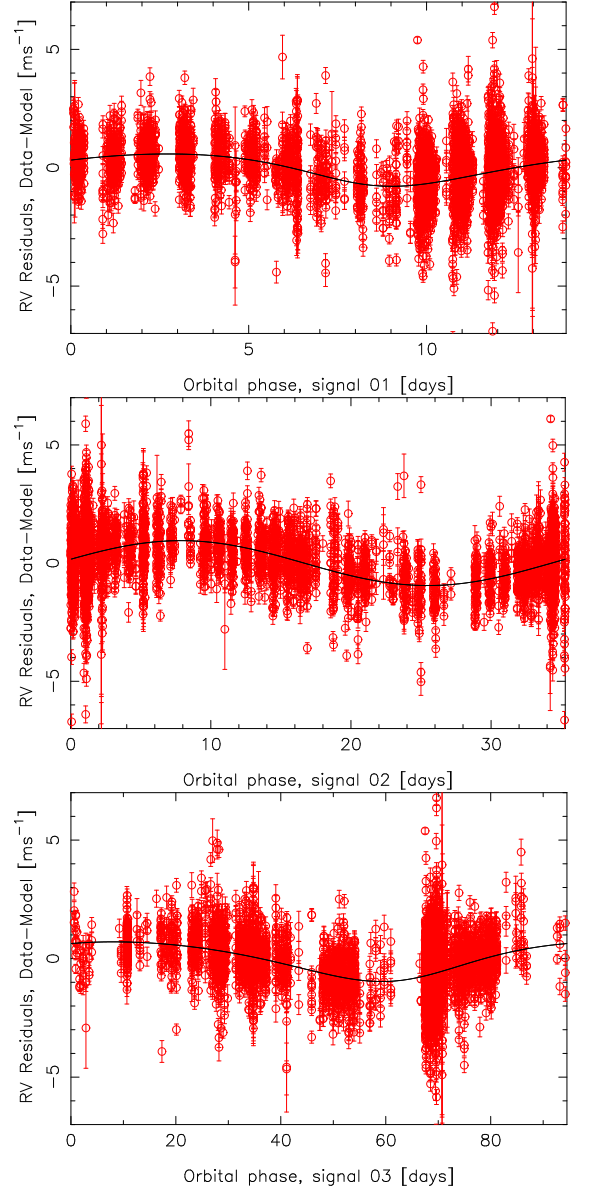 5
0
−5
RV Residuals, Data−Model [ms⁻¹]
0 5 10
Orbital phase, signal 01 [days]
5
0
−5
RV Residuals, Data−Model [ms⁻¹]
0 10 20 30
Orbital phase, signal 02 [days]
5
0
−5
RV Residuals, Data−Model [ms⁻¹]
0 20 40 60 80
Orbital phase, signal 03 [days]